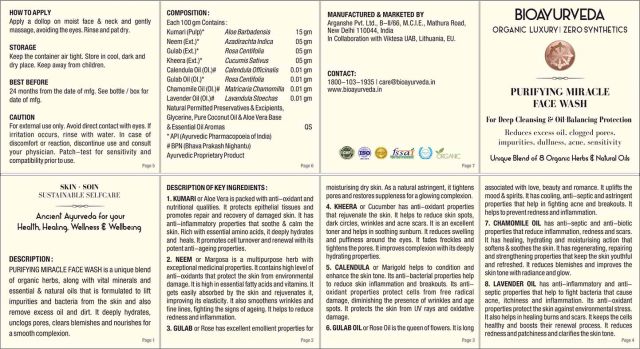 HOW TO APPLY
Apply a dollop on moist face & neck and gently
massage, avoiding the eyes. Rinse and pat dry.
STORAGE
Keep the container air tight. Store in cool, dark and
dry place. Keep away from children.
BEST BEFORE
24 months from the date of mfg. See bottle / box for
date of mfg.
CAUTION
For external use only. Avoid direct contact with eyes. If
irritation occurs, rinse with water. In case of
discomfort or reaction, discontinue use and consult
your physician. Patch-test for sensitivity and
compatibility prior to use.
Page 5
COMPOSITION:
Each 100 gm Contains:
Kumari (Pulp)* Aloe Barbadensis 15 gm
Neem (Ext.)* Azadirachta Indica 05 gm
Gulab (Ext.)* Rosa Centifolia 05 gm
Kheera (Ext.)* Cucumis Sativus 05 gm
Calendula Oil (Ol.)# Calendula Officinalis 0.01 gm
Gulab Oil (Ol.)* Rosa Centifolia 0.01 gm
Chamomile Oil (Ol.)# Matricaria Chamomilla 0.01 gm
Lavender Oil (Ol.)# Lavandula Stoechas 0.01 gm
Natural Permitted Preservatives & Excipients,
Glycerine, Pure Coconut Oil & Aloe Vera Base
& Essential Oil Aromas QS
* API (Ayurvedic Pharmacopoeia of India)
# BPN (Bhavа Prakash Nighantu)
Ayurvedic Proprietary Product
Page 6
MANUFACTURED & MARKETED BY
Arganshe Pvt. Ltd., B-II/66, M.C.I.E., Mathura Road,
New Delhi 110044, India
In Collaboration with Viktesa UAB, Lithuania, EU.
CONTACT:
1800-103-1935 | care@bioayurveda.in
www.bioayurveda.in
fssai
ORGANIC
Page 7
BIOAYURVEDA
ORGANIC LUXURY | ZERO SYNTHETICS
PURIFYING MIRACLE
FACE WASH
For Deep Cleansing & Oil Balancing Protection
Reduces excess oil, clogged pores,
impurities, dullness, acne, sensitivity
Unique Blend of 8 Organic Herbs & Natural Oils
SKIN + SOIN
SUSTAINABLE SELFCARE
Ancient Ayurveda for your
Health, Healing, Wellness & Wellbeing
DESCRIPTION:
PURIFYING MIRACLE FACE WASH is a unique blend
of organic herbs, along with vital minerals and
essential & natural oils that is formulated to lift
impurities and bacteria from the skin and also
remove excess oil and dirt. It deeply hydrates,
unclogs pores, clears blemishes and nourishes for
a smooth complexion.
Page 1
DESCRIPTION OF KEY INGREDIENTS:
1. KUMARI or Aloe Vera is packed with anti-oxidant and
nutritional qualities. It protects epithelial tissues and
promotes repair and recovery of damaged skin. It has
anti-inflammatory properties that soothe & calm the
skin. Rich with essential amino acids, it deeply hydrates
and heals. It promotes cell turnover and renewal with its
potent anti-ageing properties.
2. NEEM or Margosa is a multipurpose herb with
exceptional medicinal properties. It contains high level of
anti-oxidants that protect the skin from environmental
damage. It is high in essential fatty acids and vitamins. It
gets easily absorbed by the skin and rejuvenates it,
improving its elasticity. It also smoothens wrinkles and
fine lines, fighting the signs of ageing. It helps to reduce
redness and inflammation.
3. GULAB or Rose has excellent emollient properties for
Page 2
moisturising dry skin. As a natural astringent, it tightens
pores and restores suppleness for a glowing complexion.
4. KHEERA or Cucumber has anti-oxidant properties
that rejuvenate the skin. It helps to reduce skin spots,
dark circles, wrinkles and acne scars. It is an excellent
toner and helps in soothing sunburn. It reduces swelling
and puffiness around the eyes. It fades freckles and
tightens the pores. It improves complexion with its deeply
hydrating properties.
5. CALENDULA or Marigold helps to condition and
balance the skin tone. Its anti-bacterial properties help
to reduce skin inflammation and breakouts. Its anti-
oxidant properties protect cells from free radical
damage, diminishing the presence of wrinkles and age
spots. It protects the skin from UV rays and oxidative
damage.
6. GULAB OIL or Rose Oil is the queen of flowers. It is long
Page 3
associated with love, beauty and romance. It uplifts the
mood & spirits. It has cooling, anti-septic and astringent
properties that help in fighting acne and breakouts. It
helps to prevent redness and inflammation.
7. CHAMOMILE OIL has anti-septic and anti-biotic
properties that reduce inflammation, redness and scars.
It has healing, hydrating and moisturising action that
softens & soothes the skin. It has regenerating, repairing
and strengthening properties that keep the skin youthful
and refreshed. It reduces blemishes and improves the
skin tone with radiance and glow.
8. LAVENDER OIL has anti-inflammatory and anti-
septic properties that help to fight bacteria that cause
acne, itchiness and inflammation. Its anti-oxidant
properties protect the skin against environmental stress.
It also helps in healing burns and scars. It keeps the cells
healthy and boosts their renewal process. It reduces
redness and patchiness and clarifies the skin tone.
Page 4